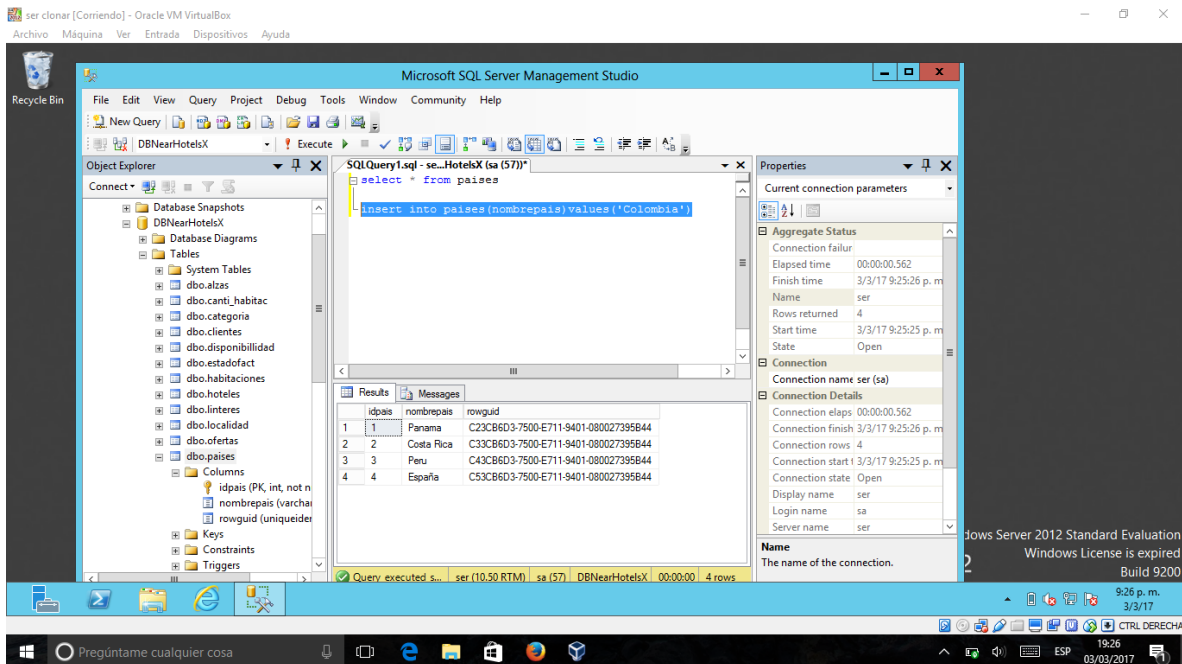 ser clonar [Corriendo] - Oracle VM VirtualBox
Archivo Máquina Ver Entrada Dispositivos Ayuda
Recycle Bin
Microsoft SQL Server Management Studio
File Edit View Query Project Debug Tools Window Community Help
New Query
DBNearHotelsX Execute
Object Explorer
Connect
Database Snapshots
DBNearHotelsX
Database Diagrams
Tables
System Tables
dbo.alzas
dbo.canti_habitac
dbo.categoria
dbo.clientes
dbo.disponibillidad
dbo.estadofact
dbo.habitaciones
dbo.hoteles
dbo.linteres
dbo.localidad
dbo.ofertas
dbo.paises
Columns
idpais (PK, int, not n
nombrepais (varchar
rowguid (uniqueider
Keys
Constraints
Triggers
SQLQuery1.sql - se...HotelsX (sa (57))*
select * from paises
insert into paises(nombrepais)values('Colombia')
Results Messages
idpais nombrepais rowguid
1 1 Panama C23CB6D3-7500-E711-9401-080027395B44
2 2 Costa Rica C33CB6D3-7500-E711-9401-080027395B44
3 3 Peru C43CB6D3-7500-E711-9401-080027395B44
4 4 España C53CB6D3-7500-E711-9401-080027395B44
Query executed s... ser (10.50 RTM) sa (57) DBNearHotelsX 00:00:00 4 rows
Properties
Current connection parameters
Aggregate Status
Connection failur
Elapsed time 00:00:00.562
Finish time 3/3/17 9:25:26 p. m
Name ser
Rows returned 4
Start time 3/3/17 9:25:25 p. m
State Open
Connection
Connection name ser (sa)
Connection Details
Connection elaps 00:00:00.562
Connection finish 3/3/17 9:25:26 p. m
Connection rows 4
Connection start t 3/3/17 9:25:25 p. m
Connection state Open
Display name ser
Login name sa
Server name ser
Name
The name of the connection.
dows Server 2012 Standard Evaluation
Windows License is expired
Build 9200
2
9:26 p. m.
3/3/17
CTRL DERECHA
Pregúntame cualquier cosa
ESP
19:26
03/03/2017